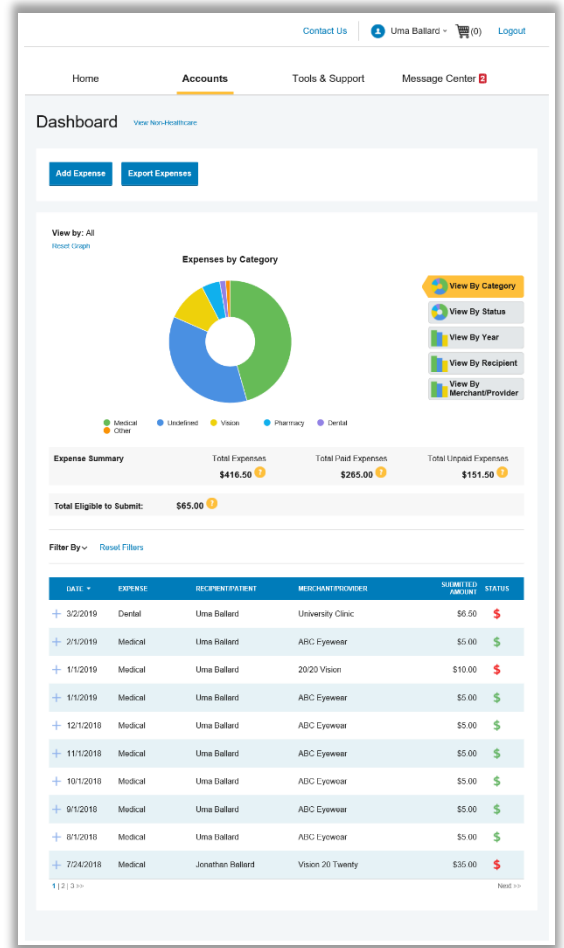 Contact Us Uma Ballard (0) Logout
Home Accounts Tools & Support Message Center 2
Dashboard View Non-Healthcare
Add Expense Export Expenses
View by: All
Reset Graph
Expenses by Category
View By Category
View By Status
View By Year
View By Recipient
View By
Merchant/Provider
Medical Undefined Vision Pharmacy Dental
Other
Expense Summary Total Expenses Total Paid Expenses Total Unpaid Expenses
$416.50 ? $265.00 ? $151.50 ?
Total Eligible to Submit: $65.00 ?
Filter By Reset Filters
DATE EXPENSE RECIPIENT/PATIENT MERCHANT/PROVIDER SUBMITTED AMOUNT STATUS
+ 3/2/2019 Dental Uma Ballard University Clinic $6.50 $
+ 2/1/2019 Medical Uma Ballard ABC Eyewear $5.00 $
+ 1/1/2019 Medical Uma Ballard 20/20 Vision $10.00 $
+ 1/1/2019 Medical Uma Ballard ABC Eyewear $5.00 $
+ 12/1/2018 Medical Uma Ballard ABC Eyewear $5.00 $
+ 11/1/2018 Medical Uma Ballard ABC Eyewear $5.00 $
+ 10/1/2018 Medical Uma Ballard ABC Eyewear $5.00 $
+ 9/1/2018 Medical Uma Ballard ABC Eyewear $5.00 $
+ 8/1/2018 Medical Uma Ballard ABC Eyewear $5.00 $
+ 7/24/2018 Medical Jonathan Ballard Vision 20 Twenty $35.00 $
1 | 2 | 3 >> Next >>